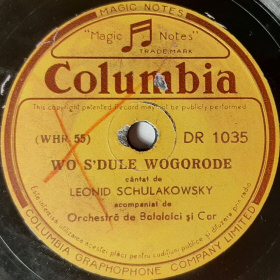 MAGIC NOTES
"Magic Notes"
TRADE MARK
Columbia
This copyright patented Record may not be publicly performed
(WHR 55)
DR 1035
WO S'DULE WOGORODE
cântat de
LEONID SCHULAKOWSKY
acompaniat de
Orchestră de Balalaici și Cor
COLUMBIA GRAPHOPHONE COMPANY LIMITED